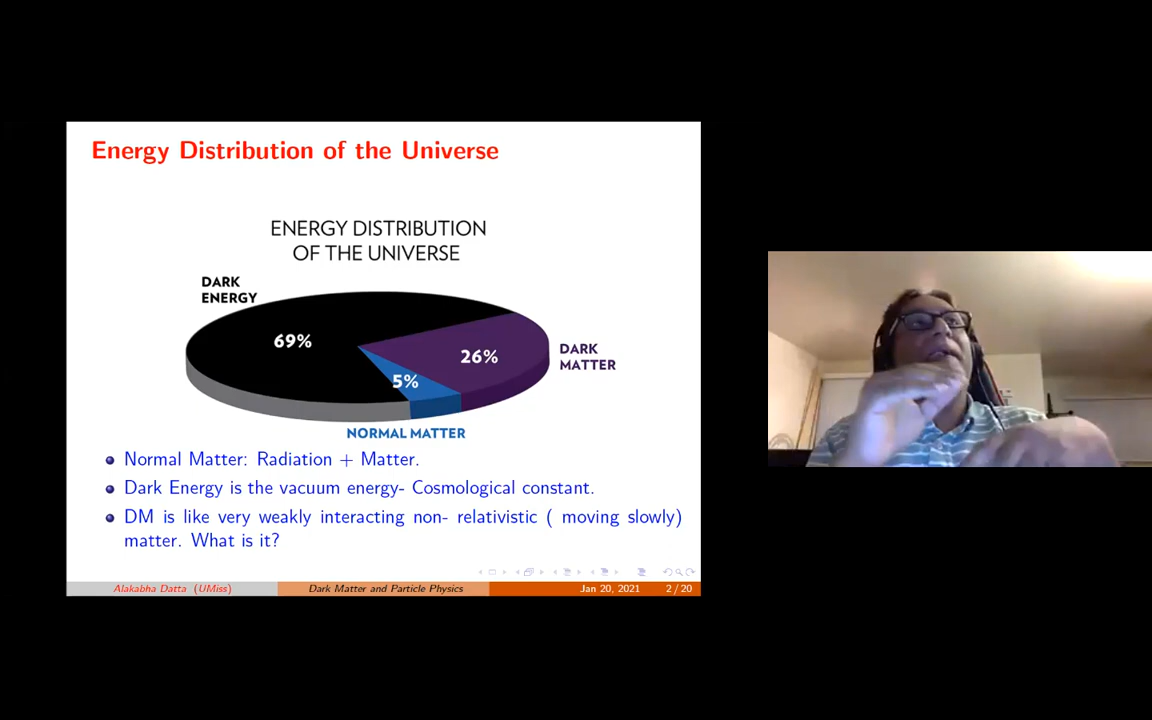 Energy Distribution of the Universe
ENERGY DISTRIBUTION
OF THE UNIVERSE
DARK
ENERGY
69%
26%
DARK
MATTER
5%
NORMAL MATTER
Normal Matter: Radiation + Matter.
Dark Energy is the vacuum energy- Cosmological constant.
DM is like very weakly interacting non- relativistic ( moving slowly)
matter. What is it?
Alakabha Datta (UMiss) Dark Matter and Particle Physics Jan 20, 2021 2 / 20